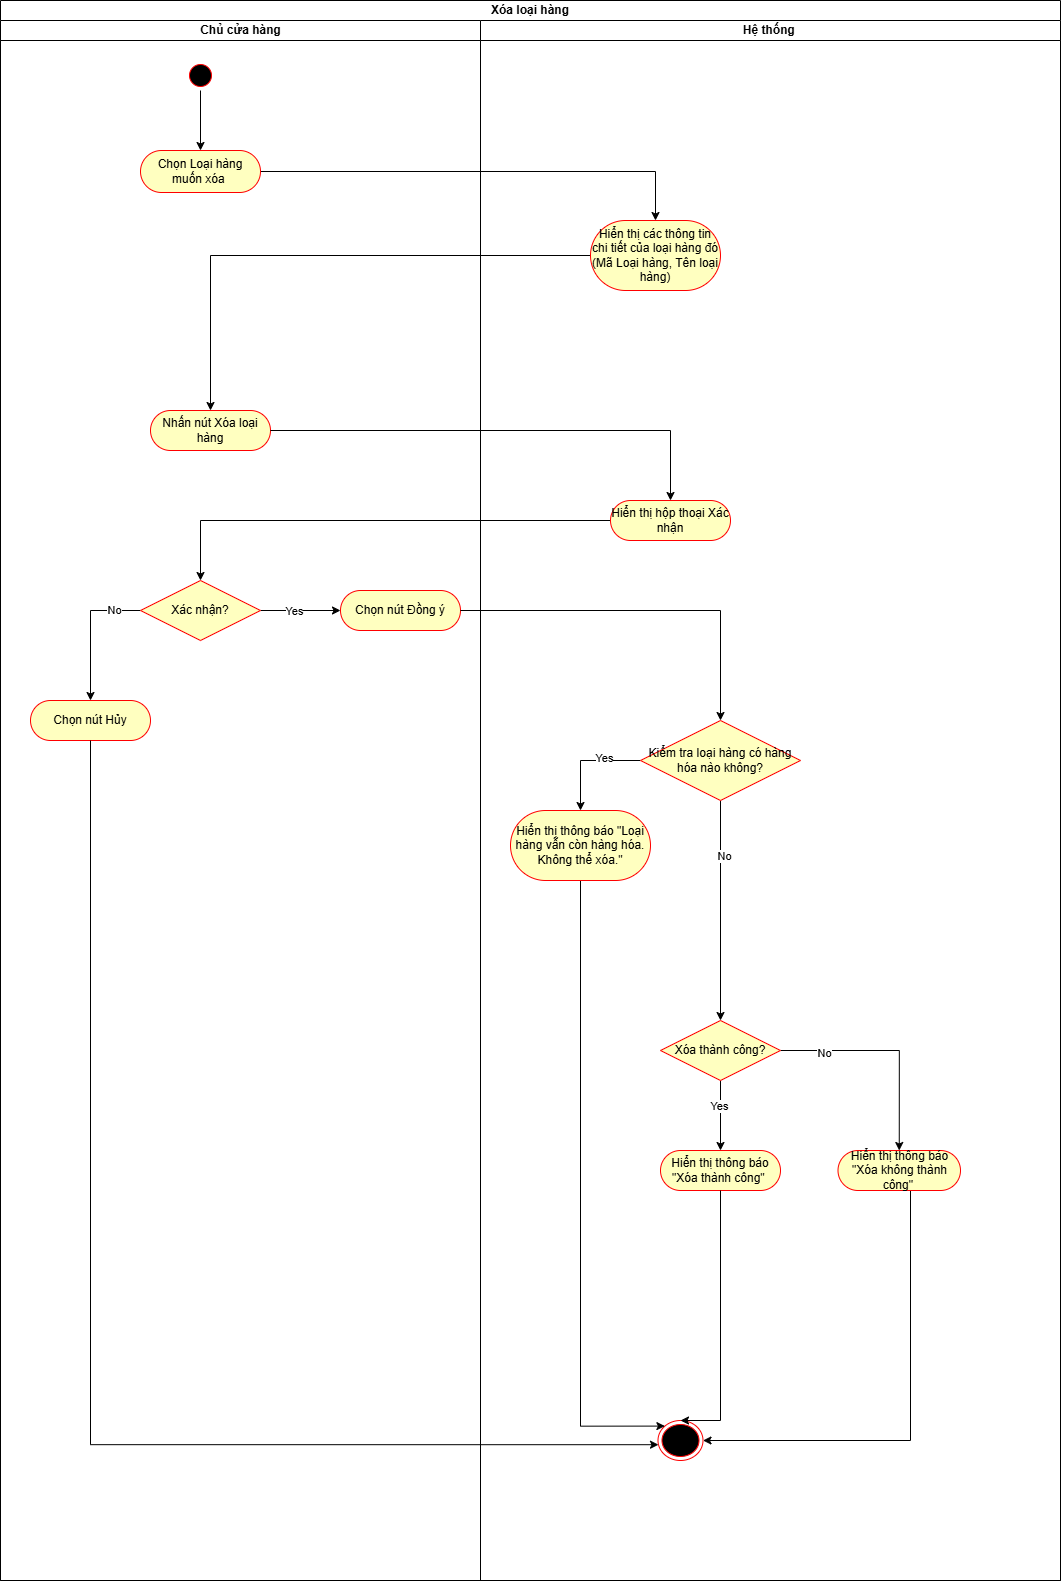 Xóa loại hàng
Chủ cửa hàng
Hệ thống
Chọn Loại hàng
muốn xóa
Hiển thị các thông tin
chi tiết của loại hàng đó
(Mã Loại hàng, Tên loại
hàng)
Nhấn nút Xóa loại
hàng
Hiển thị hộp thoại Xác
nhận
Xác nhận?
No
Yes
Chọn nút Đồng ý
Chọn nút Hủy
Kiểm tra loại hàng có hàng
hóa nào không?
Yes
Hiển thị thông báo "Loại
hàng vẫn còn hàng hóa.
Không thể xóa."
No
Xóa thành công?
No
Yes
Hiển thị thông báo
"Xóa thành công"
Hiển thị thông báo
"Xóa không thành
công"